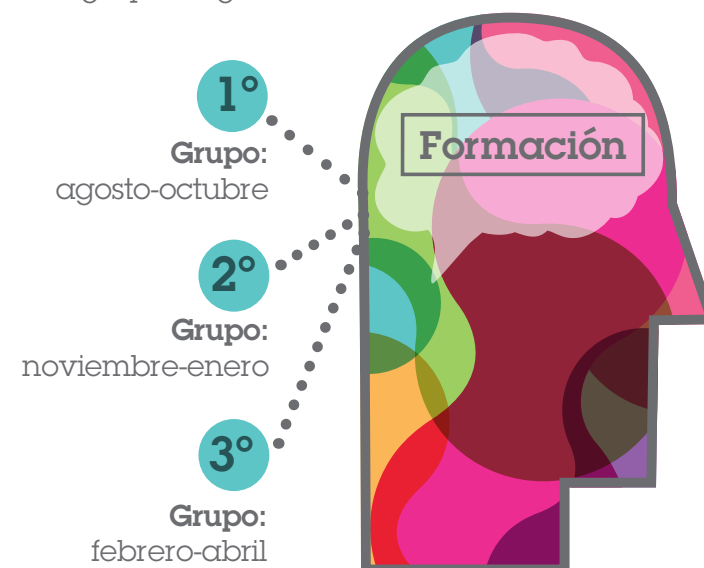 1°
Grupo:
agosto-octubre
Formación
2°
Grupo:
noviembre-enero
3°
Grupo:
febrero-abril